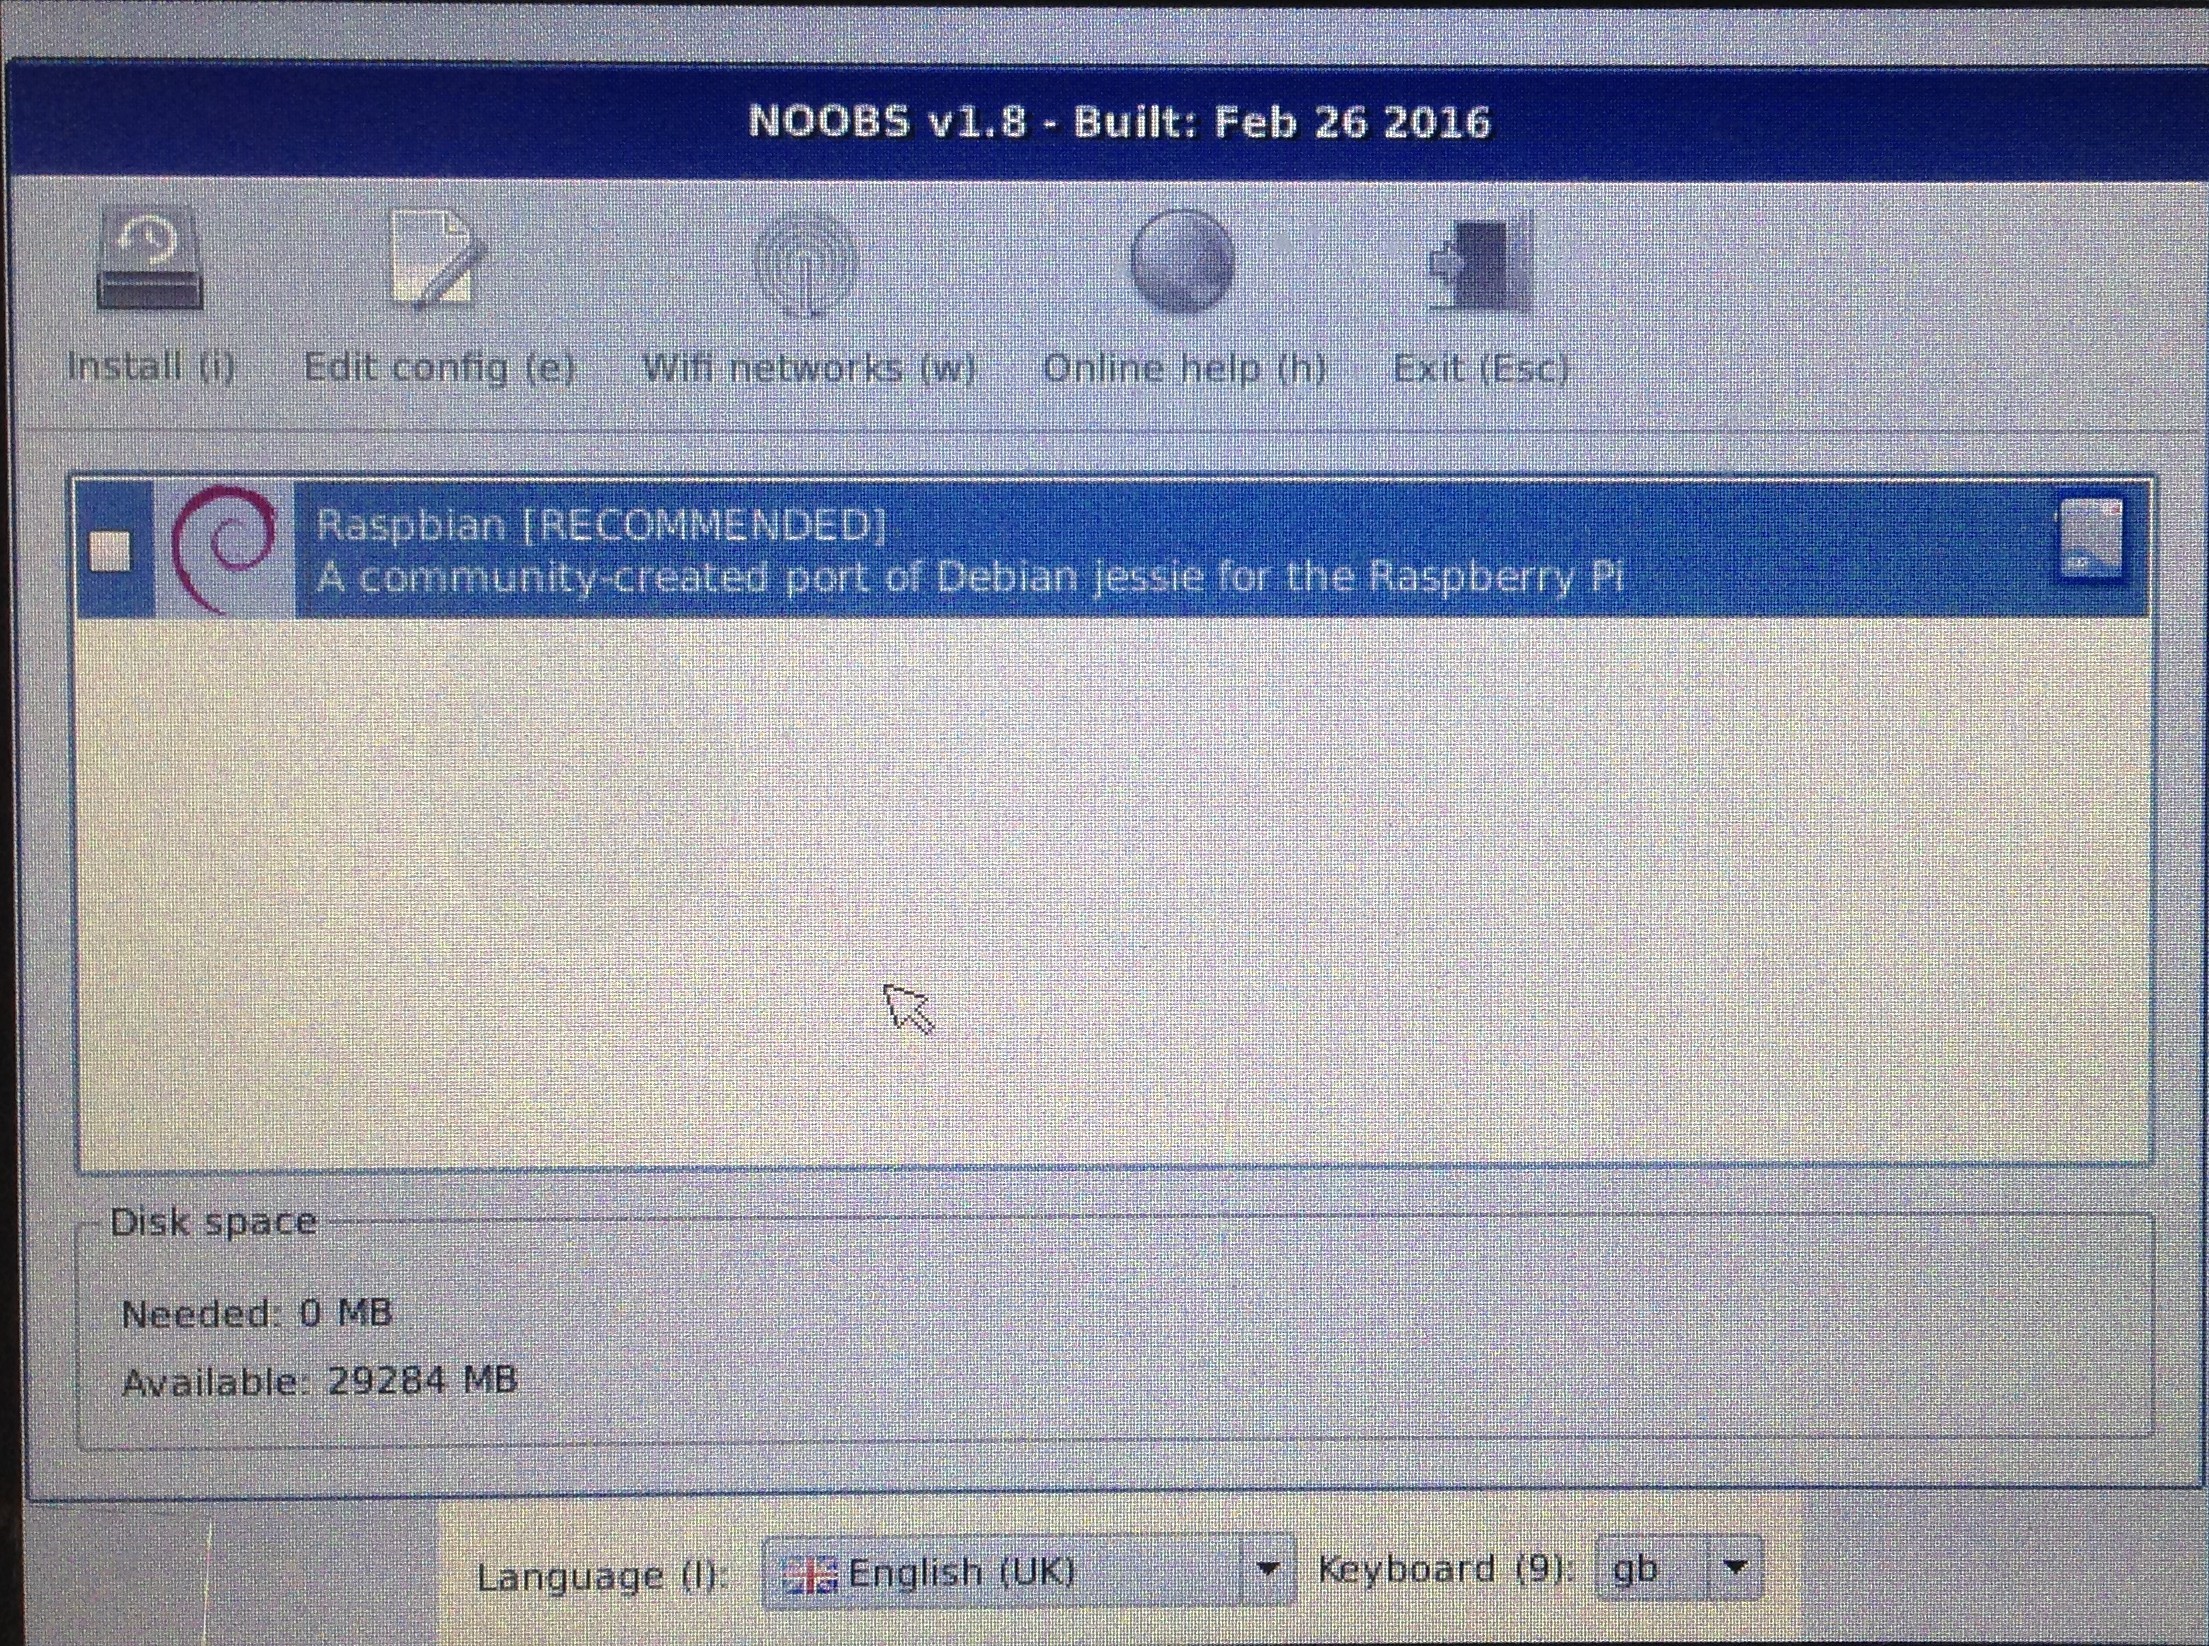 NOOBS v1.8 - Built: Feb 26 2016
Install (i) Edit config (e) Wifi networks (w) Online help (h) Exit (Esc)
Raspbian [RECOMMENDED]
A community-created port of Debian jessie for the Raspberry Pi
Disk space
Needed: 0 MB
Available: 29284 MB
Language (l): English (UK) Keyboard (9): gb